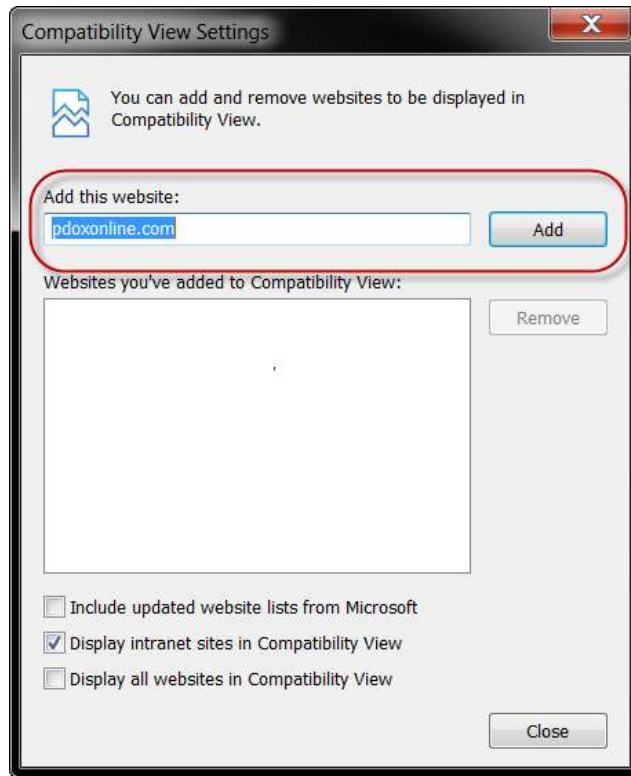 Compatibility View Settings
You can add and remove websites to be displayed in
Compatibility View.
Add this website:
pdoxonline.com
Add
Websites you've added to Compatibility View:
Remove
Include updated website lists from Microsoft
Display intranet sites in Compatibility View
Display all websites in Compatibility View
Close